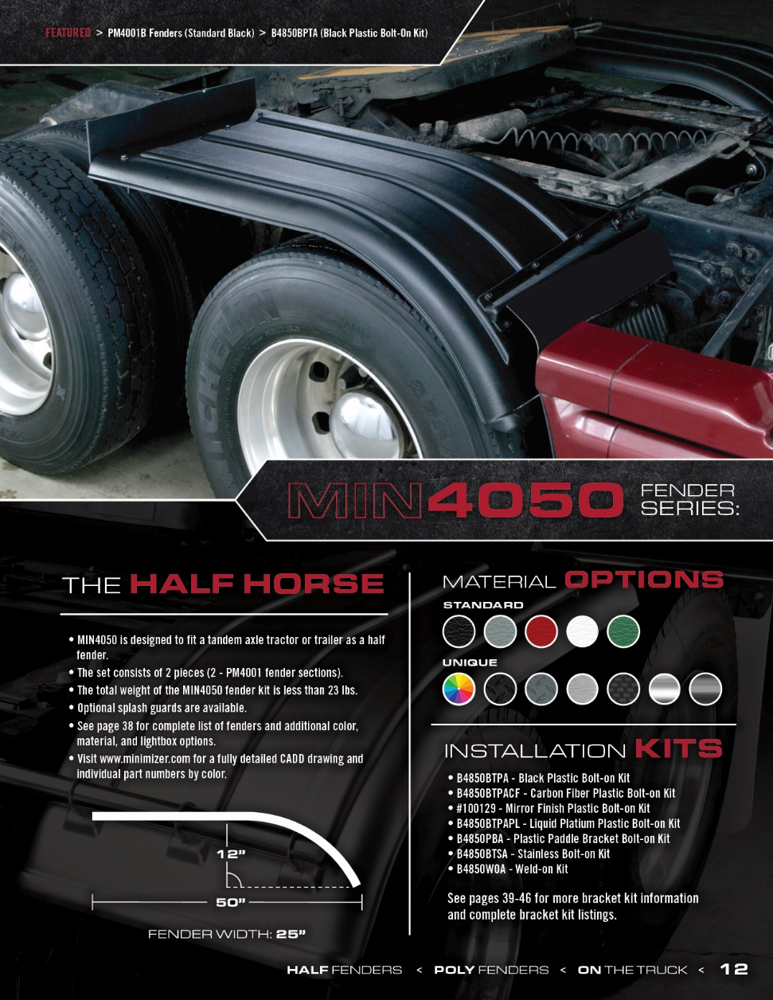 FEATURED > PM4001B Fenders (Standard Black) > B4850BPTA (Black Plastic Bolt-On Kit)
MICHELIN
MIN4050 FENDER
SERIES:
THE HALF HORSE
• MIN4050 is designed to fit a tandem axle tractor or trailer as a half
fender.
• The set consists of 2 pieces (2 - PM4001 fender sections).
• The total weight of the MIN4050 fender kit is less than 23 lbs.
• Optional splash guards are available.
• See page 38 for complete list of fenders and additional color,
material, and lightbox options.
• Visit www.minimizer.com for a fully detailed CADD drawing and
individual part numbers by color.
12”
50”
FENDER WIDTH: 25”
MATERIAL OPTIONS
STANDARD
UNIQUE
INSTALLATION KITS
• B4850BTPA - Black Plastic Bolt-on Kit
• B4850BTPACF - Carbon Fiber Plastic Bolt-on Kit
• #100129 - Mirror Finish Plastic Bolt-on Kit
• B4850BTPAPL - Liquid Platium Plastic Bolt-on Kit
• B4850PBA - Plastic Paddle Bracket Bolt-on Kit
• B4850BTSA - Stainless Bolt-on Kit
• B4850WOA - Weld-on Kit
See pages 39-46 for more bracket kit information
and complete bracket kit listings.
HALF FENDERS < POLY FENDERS < ON THE TRUCK < 12